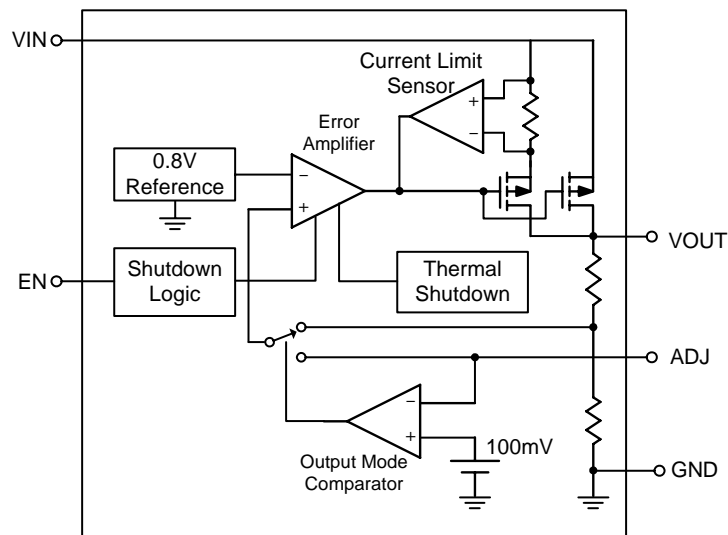 VIN
Current Limit
Sensor
+
−
Error
Amplifier
0.8V
Reference
−
+
VOUT
EN
Shutdown
Logic
Thermal
Shutdown
ADJ
−
+
100mV
Output Mode
Comparator
GND